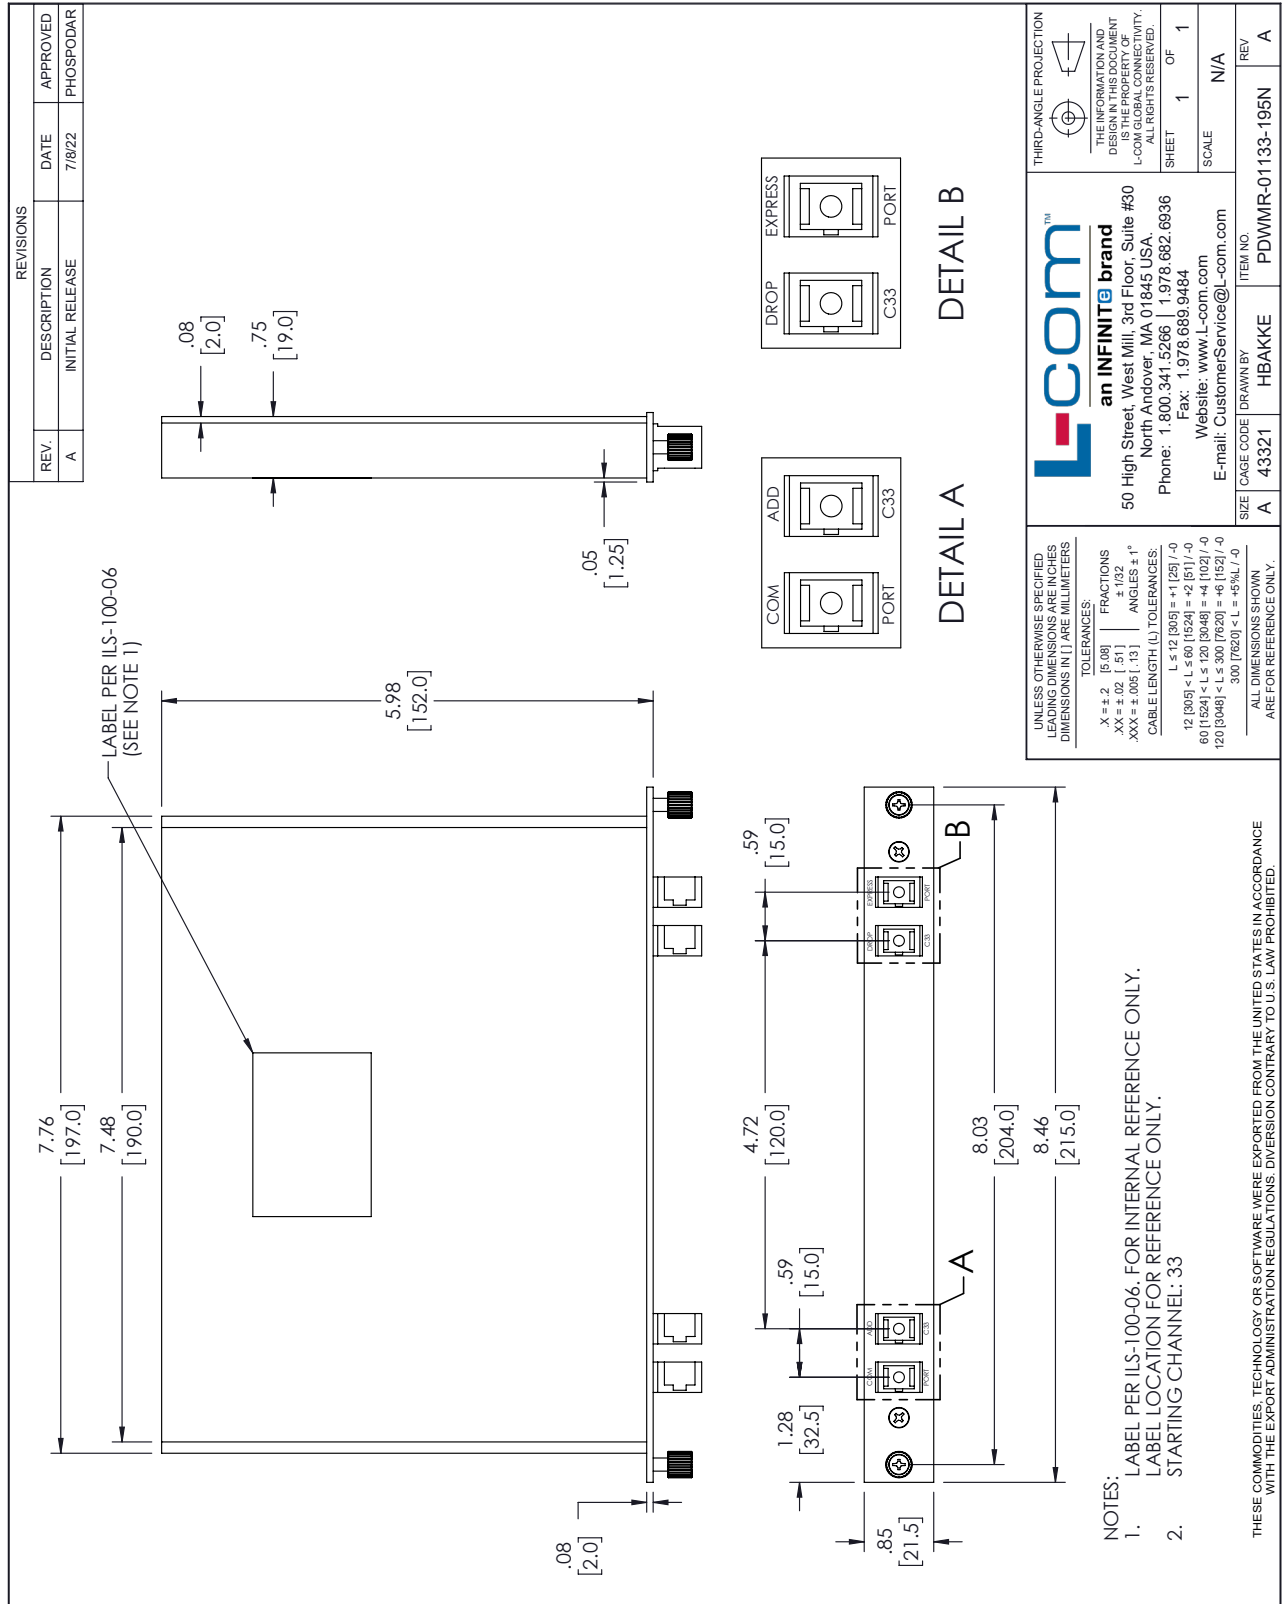 REVISIONS
REV. DESCRIPTION DATE APPROVED
A INITIAL RELEASE 7/8/22 PHOSPODAR
7.76
[197.0]
7.48
[190.0]
LABEL PER ILS-100-06
(SEE NOTE 1)
5.98
[152.0]
.08
[2.0]
.08
[2.0]
.75
[19.0]
.05
[1.25]
1.28
[32.5]
.59
[15.0]
4.72
[120.0]
.59
[15.0]
.85
[21.5]
COM
PORT
ADD
C33
DROP
C33
EXPRESS
PORT
A
B
8.03
[204.0]
8.46
[215.0]
COM ADD
PORT C33
DETAIL A
DROP EXPRESS
C33 PORT
DETAIL B
NOTES:
1. LABEL PER ILS-100-06. FOR INTERNAL REFERENCE ONLY.
LABEL LOCATION FOR REFERENCE ONLY.
2. STARTING CHANNEL: 33
THESE COMMODITIES, TECHNOLOGY OR SOFTWARE WERE EXPORTED FROM THE UNITED STATES IN ACCORDANCE
WITH THE EXPORT ADMINISTRATION REGULATIONS. DIVERSION CONTRARY TO U.S. LAW PROHIBITED.
UNLESS OTHERWISE SPECIFIED
LEADING DIMENSIONS ARE INCHES
DIMENSIONS IN [ ] ARE MILLIMETERS
TOLERANCES:
.X = ± .2 [5.08] FRACTIONS
.XX = ± .02 [ .51 ] ± 1/32
.XXX = ± .005 [ .13 ] ANGLES ± 1°
CABLE LENGTH (L) TOLERANCES:
L ≤ 12 [305] = +1 [25] / -0
12 [305] < L ≤ 60 [1524] = +2 [51] / -0
60 [1524] < L ≤ 120 [3048] = +4 [102] / -0
120 [3048] < L ≤ 300 [7620] = +6 [152] / -0
300 [7620] < L = +5%L / -0
ALL DIMENSIONS SHOWN
ARE FOR REFERENCE ONLY.
L-com™
an INFINITe brand
50 High Street, West Mill, 3rd Floor, Suite #30
North Andover, MA 01845 USA.
Phone: 1.800.341.5266 | 1.978.682.6936
Fax: 1.978.689.9484
Website: www.L-com.com
E-mail: CustomerService@L-com.com
THIRD-ANGLE PROJECTION
THE INFORMATION AND
DESIGN IN THIS DOCUMENT
IS THE PROPERTY OF
L-COM GLOBAL CONNECTIVITY.
ALL RIGHTS RESERVED.
SHEET 1 OF 1
SCALE N/A
SIZE A
CAGE CODE 43321
DRAWN BY HBAKKE
ITEM NO. PDWMR-01133-195N
REV A